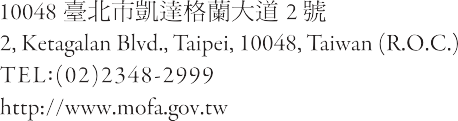 10048 臺北市凱達格蘭大道 2 號
2, Ketagalan Blvd., Taipei, 10048, Taiwan (R.O.C.)
TEL:(02)2348-2999
http://www.mofa.gov.tw